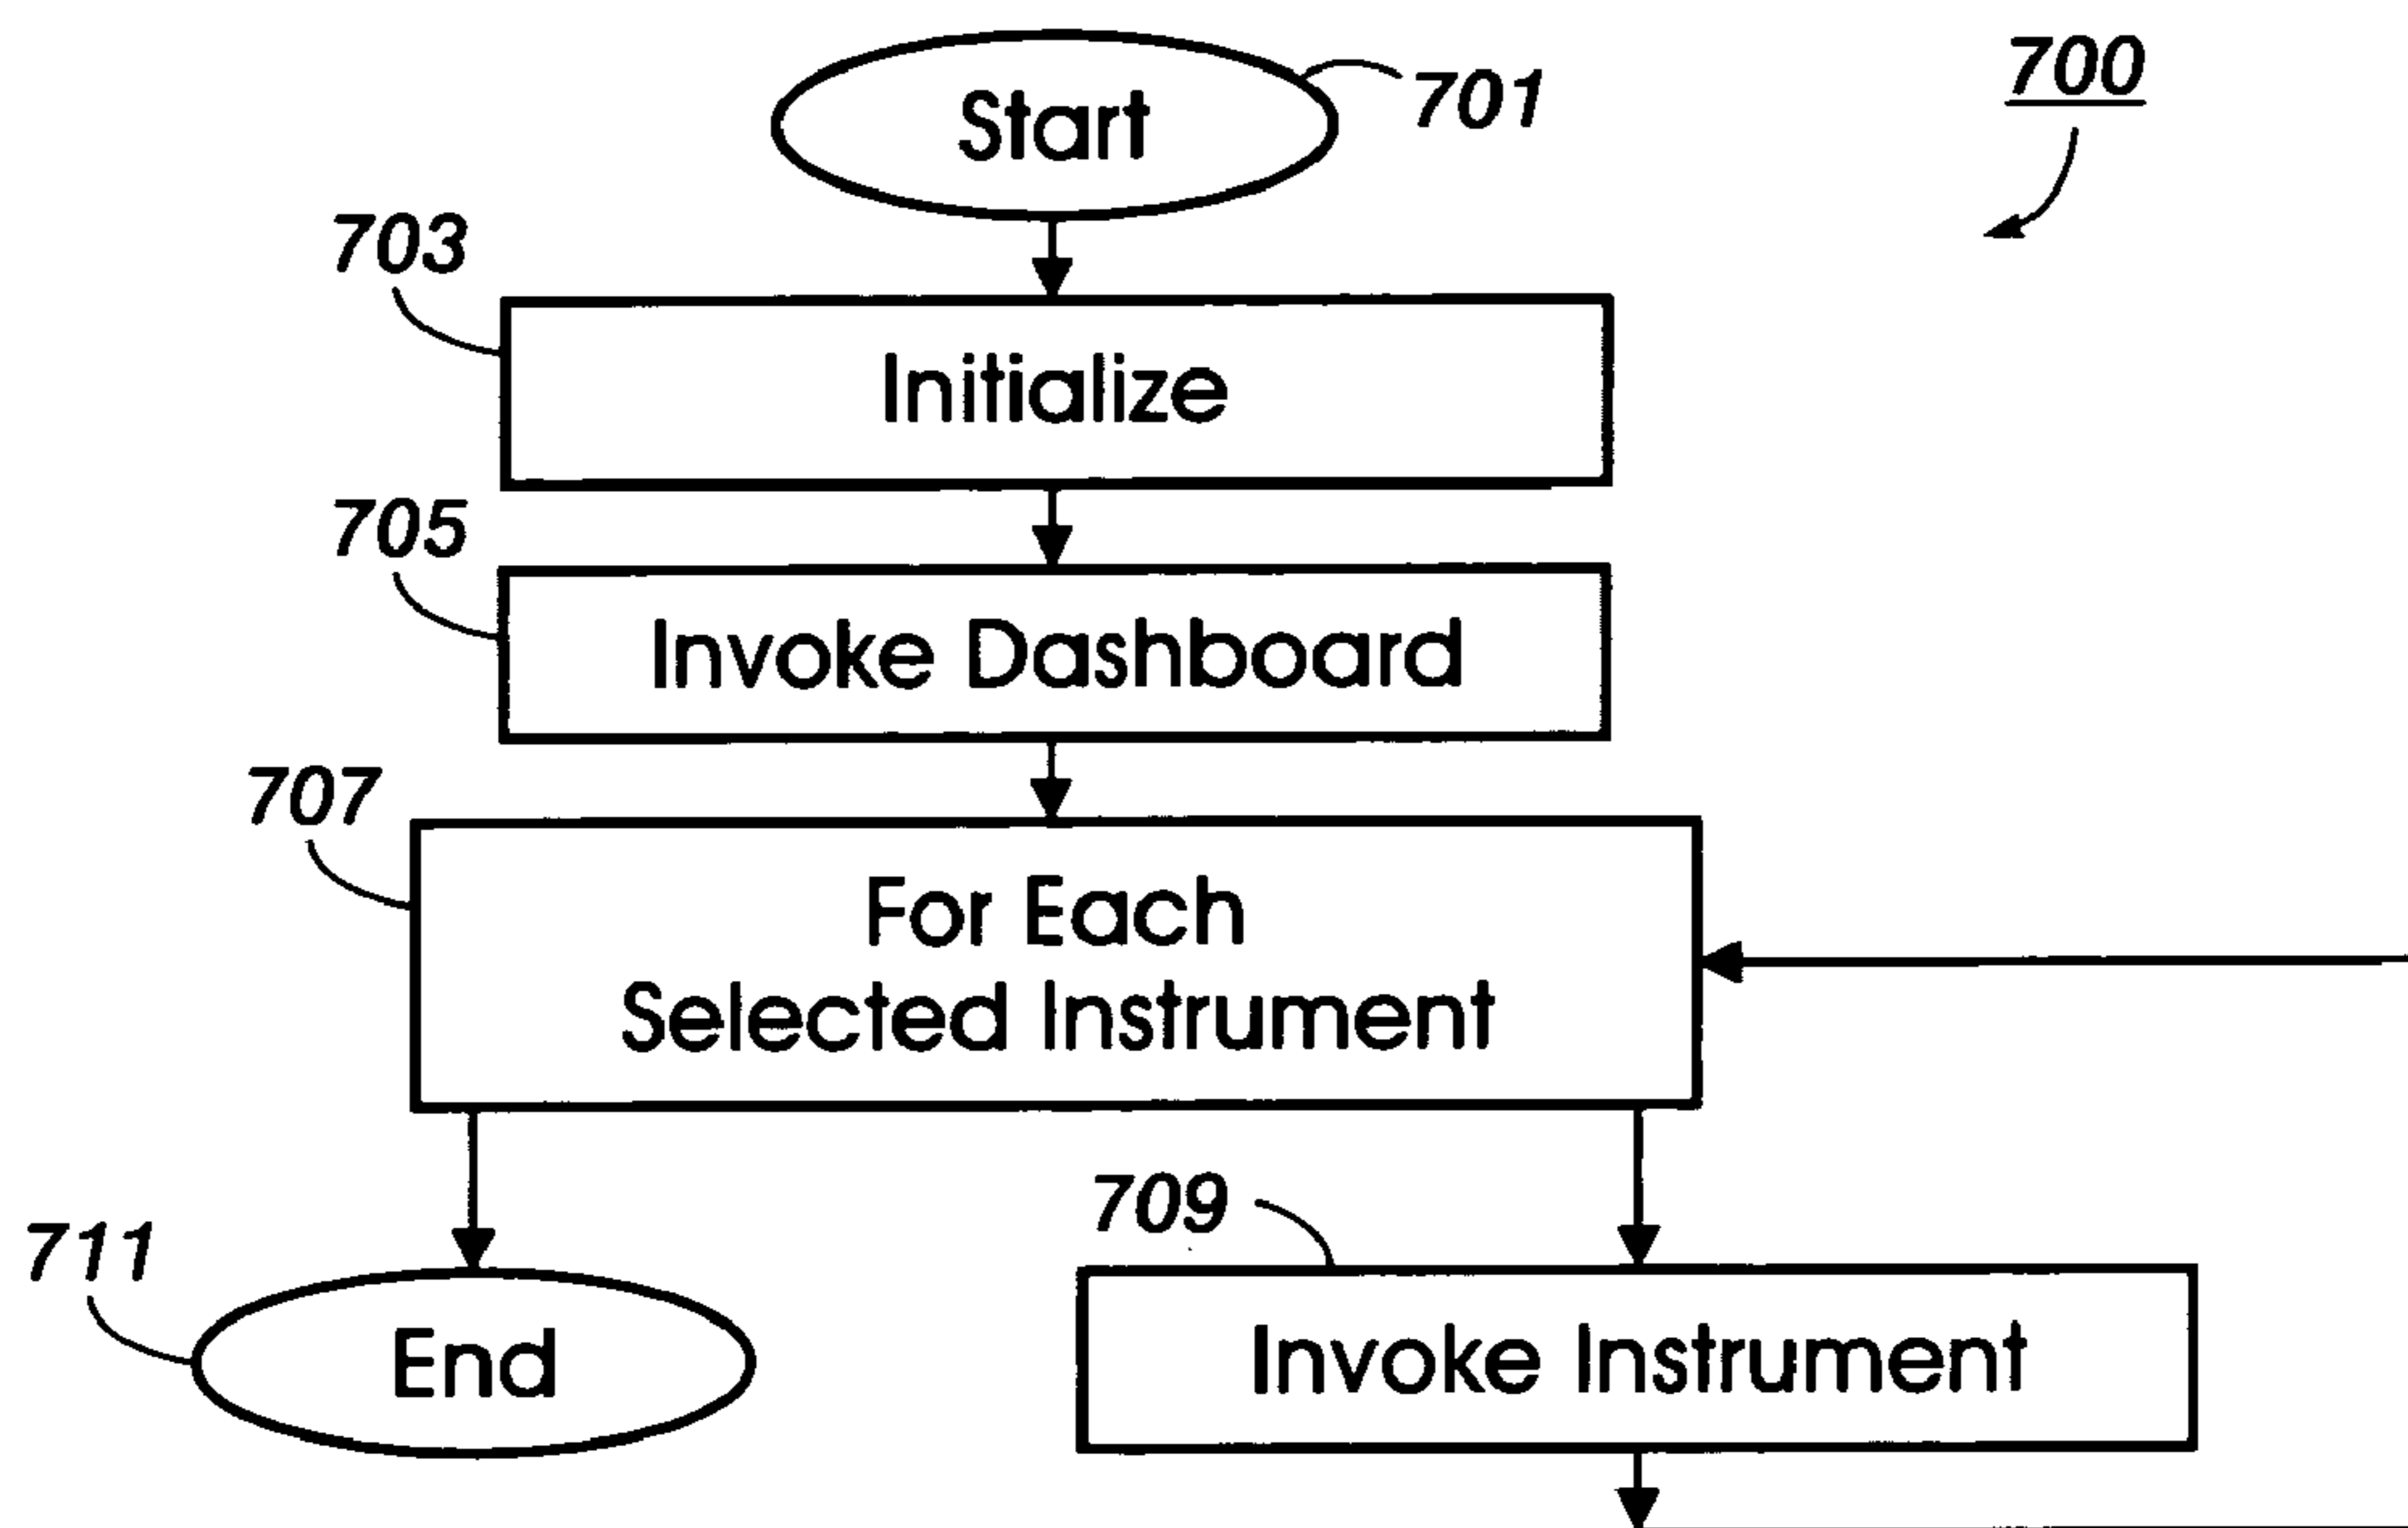 Start
701
700
703
Initialize
705
Invoke Dashboard
707
For Each
Selected Instrument
709
711
End
Invoke Instrument